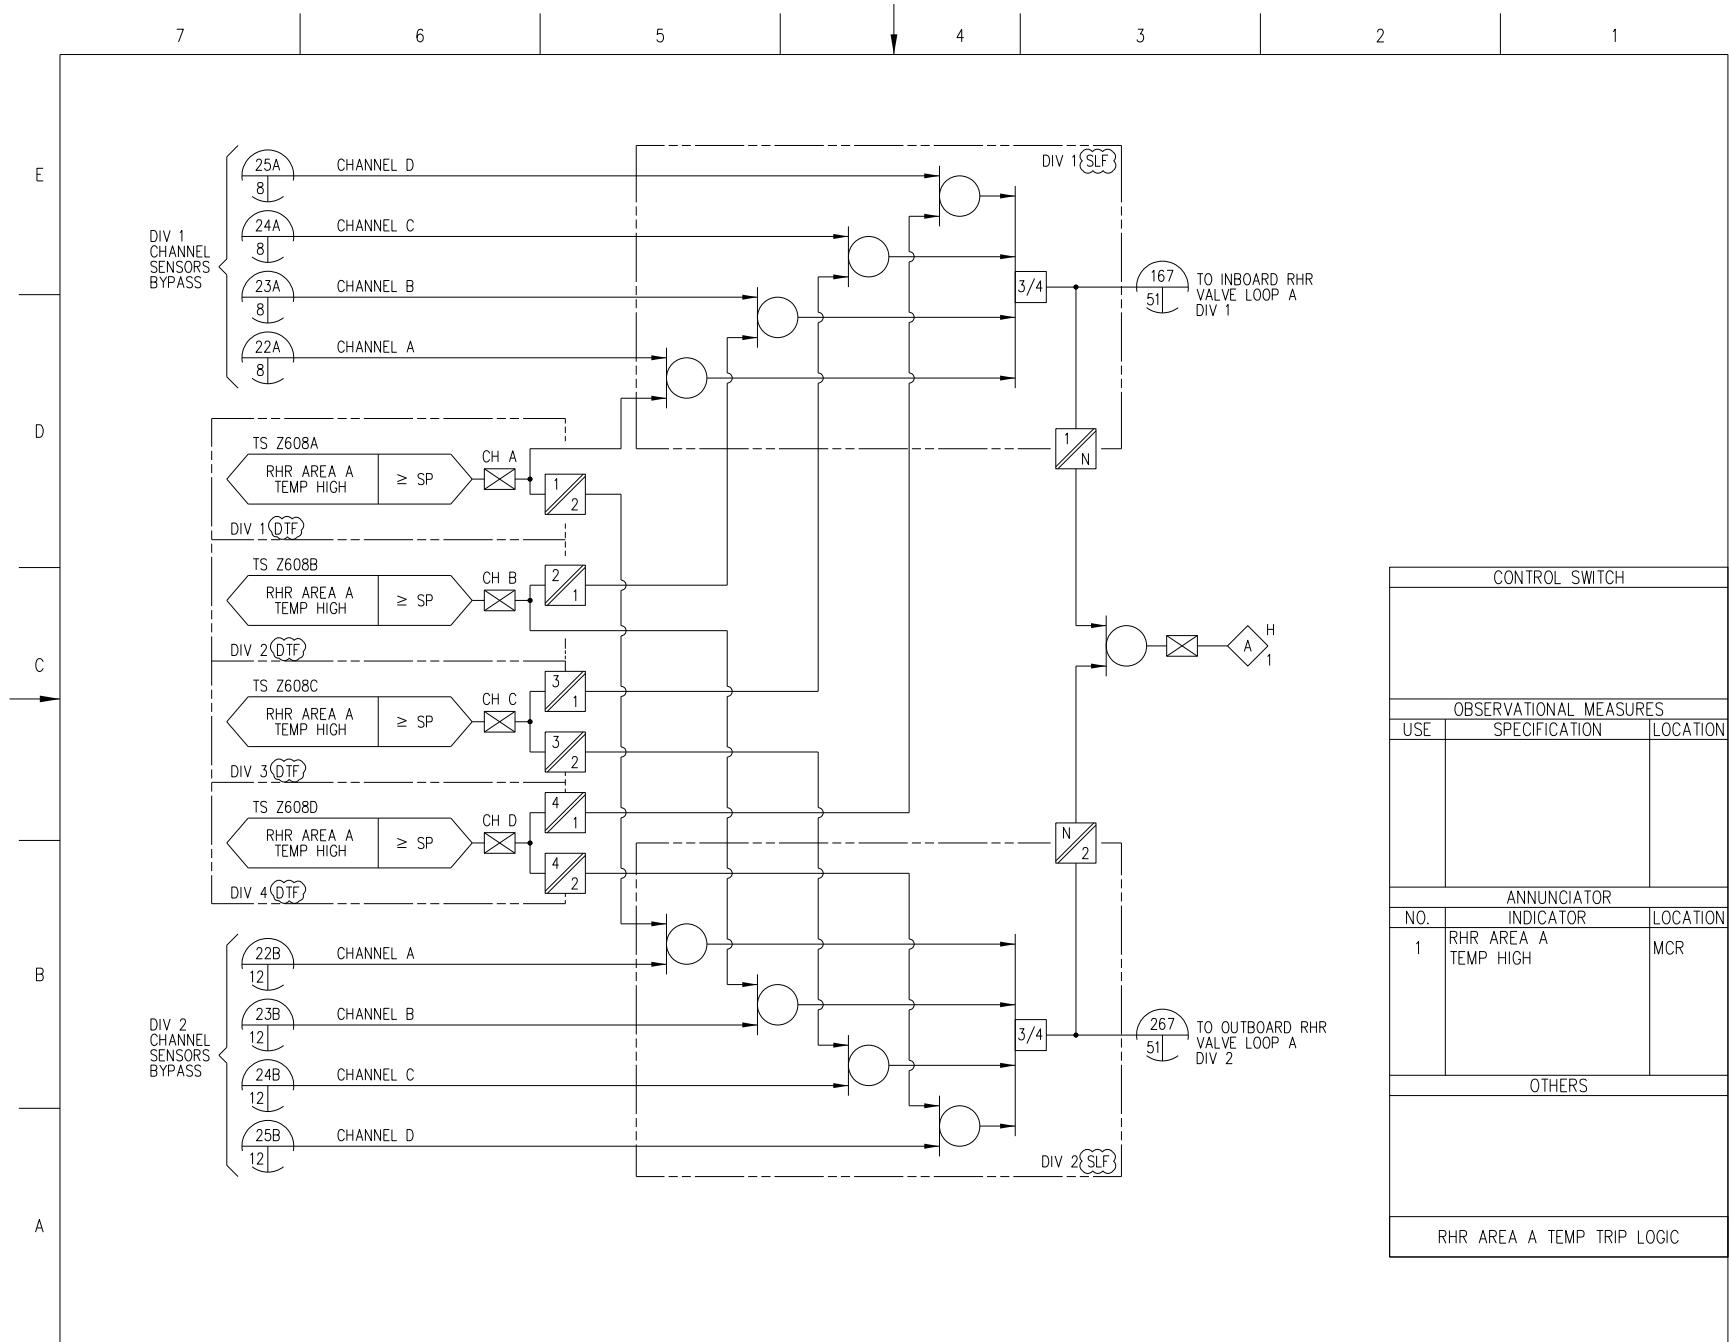 7 6 5 4 3 2 1
E
D
C
B
A
DIV 1
CHANNEL
SENSORS
BYPASS
25A
8
CHANNEL D
24A
8
CHANNEL C
23A
8
CHANNEL B
22A
8
CHANNEL A
DIV 1 SLF
3/4
167
51
TO INBOARD RHR
VALVE LOOP A
DIV 1
1
N
TS Z608A
RHR AREA A
TEMP HIGH
≥ SP
CH A
1
2
DIV 1 DTF
TS Z608B
RHR AREA A
TEMP HIGH
≥ SP
CH B
2
1
DIV 2 DTF
TS Z608C
RHR AREA A
TEMP HIGH
≥ SP
CH C
3
1
3
2
DIV 3 DTF
TS Z608D
RHR AREA A
TEMP HIGH
≥ SP
CH D
4
1
4
2
DIV 4 DTF
A
H
1
N
2
DIV 2
CHANNEL
SENSORS
BYPASS
22B
12
CHANNEL A
23B
12
CHANNEL B
24B
12
CHANNEL C
25B
12
CHANNEL D
3/4
267
51
TO OUTBOARD RHR
VALVE LOOP A
DIV 2
DIV 2 SLF
CONTROL SWITCH
OBSERVATIONAL MEASURES
USE SPECIFICATION LOCATION
ANNUNCIATOR
NO. INDICATOR LOCATION
1
RHR AREA A
TEMP HIGH
MCR
OTHERS
RHR AREA A TEMP TRIP LOGIC